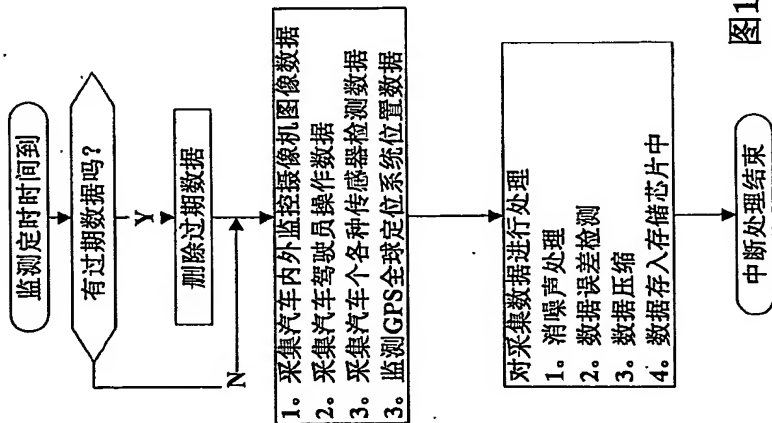 监测定时时间到
有过期数据吗?
Y
删除过期数据
N
1。采集汽车内外监控摄像机图像数据
2。采集汽车驾驶员操作数据
3。采集汽车个各种传感器检测数据
3。监测GPS全球定位系统位置数据
对采集数据进行处理
1。消噪声处理
2。数据误差检测
3。数据压缩
4。数据存入存储芯片中
中断处理结束
图1